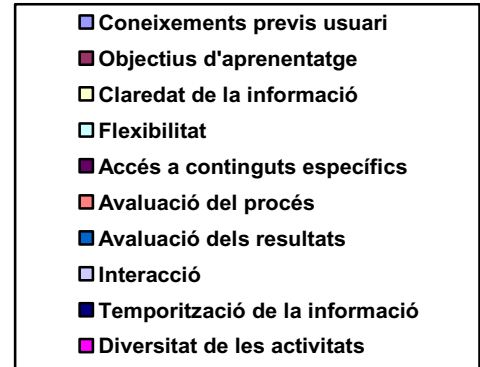 Coneixements previs usuari
Objectius d'aprenentatge
Claredat de la informació
Flexibilitat
Accés a continguts específics
Avaluació del procés
Avaluació dels resultats
Interacció
Temporització de la informació
Diversitat de les activitats